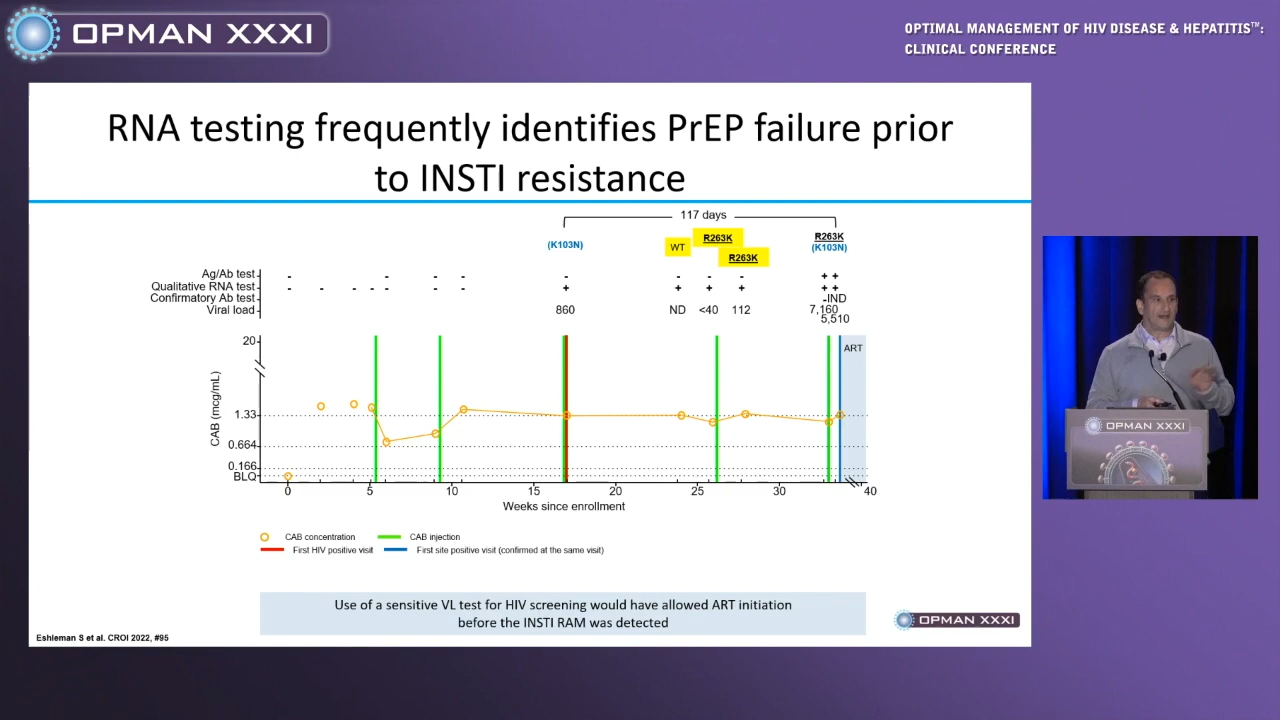 OPMAN XXXI
OPTIMAL MANAGEMENT OF HIV DISEASE & HEPATITIS™:
CLINICAL CONFERENCE
RNA testing frequently identifies PrEP failure prior
to INSTI resistance
117 days
(K103N)
WT
R263K
R263K
R263K
(K103N)
Ag/Ab test - - - - - - - - + +
Qualitative RNA test - - - - - - - + + + + + +
Confirmatory Ab test -IND
Viral load 860 ND <40 112 7,160
5,510
20
ART
CAB (mcg/mL)
1.33
0.664
0.166
BLQ
0 5 10 15 20 25 30 40
Weeks since enrollment
CAB concentration CAB injection
First HIV positive visit First site positive visit (confirmed at the same visit)
Use of a sensitive VL test for HIV screening would have allowed ART initiation
before the INSTI RAM was detected
OPMAN XXXI
Eshleman S et al. CROI 2022, #95
OPMAN XXXI